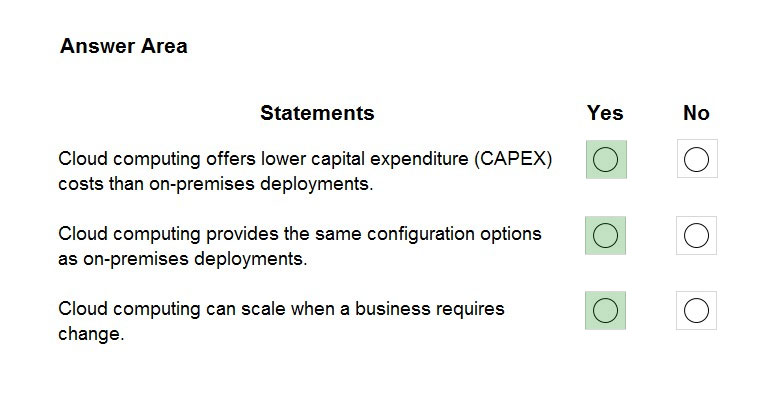 Answer Area
Statements Yes No
Cloud computing offers lower capital expenditure (CAPEX)
costs than on-premises deployments.
Cloud computing provides the same configuration options
as on-premises deployments.
Cloud computing can scale when a business requires
change.